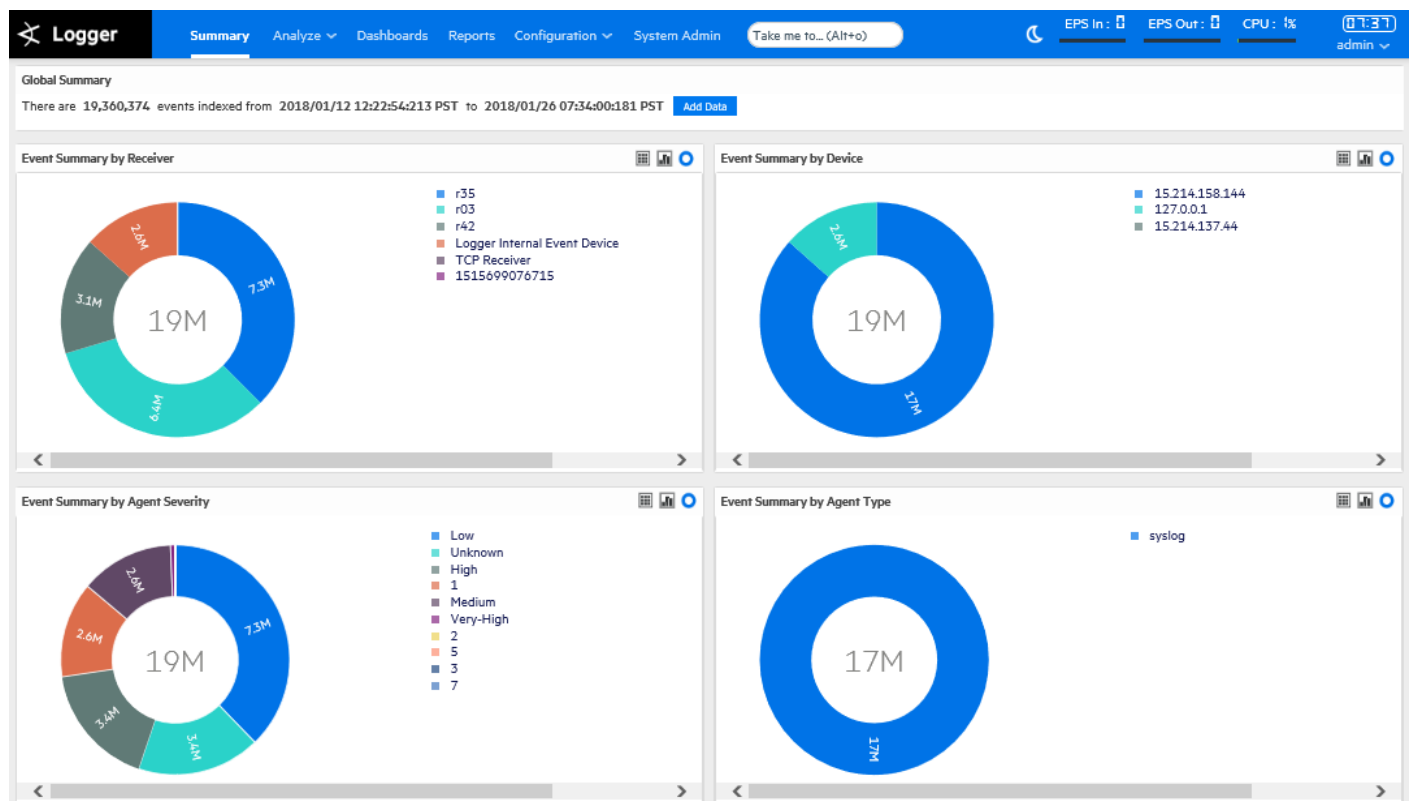 Logger
Summary Analyze Dashboards Reports Configuration System Admin Take me to... (Alt+o) EPS In : 0 EPS Out : 0 CPU : 1% 07:37
admin
Global Summary
There are 19,360,374 events indexed from 2018/01/12 12:22:54:213 PST to 2018/01/26 07:34:00:181 PST Add Data
Event Summary by Receiver
2.6M
7.3M
3.1M
6.4M
19M
r35
r03
r42
Logger Internal Event Device
TCP Receiver
1515699076715
Event Summary by Device
2.6M
17M
19M
15.214.158.144
127.0.0.1
15.214.137.44
Event Summary by Agent Severity
2.6M
7.3M
2.6M
3.4M
3.4M
19M
Low
Unknown
High
1
Medium
Very-High
2
5
3
7
Event Summary by Agent Type
17M
17M
syslog